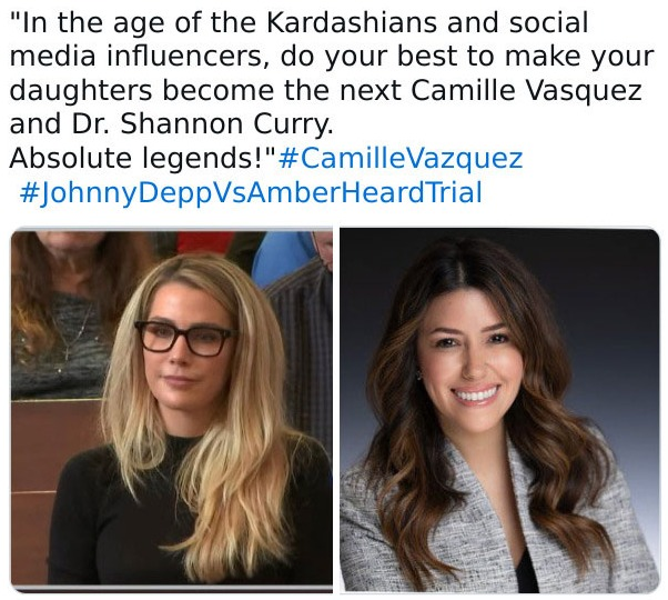 "In the age of the Kardashians and social
media influencers, do your best to make your
daughters become the next Camille Vasquez
and Dr. Shannon Curry.
Absolute legends!"#CamilleVazquez
#JohnnyDeppVsAmberHeardTrial